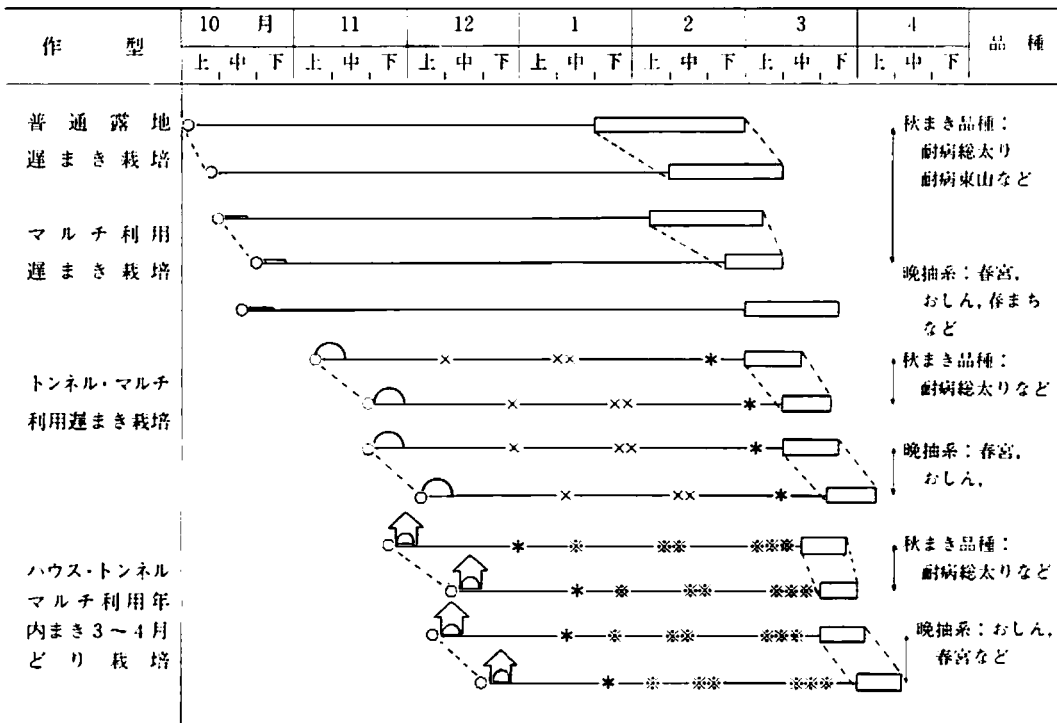 作型 10月 11 12 1 2 3 4 品種
上 中 下 上 中 下 上 中 下 上 中 下 上 中 下 上 中 下 上 中 下
普通露地
遅まき栽培
秋まき品種：
耐病総太り
耐病東山など
マルチ利用
遅まき栽培
晩抽系：春宮，
おしん，春まち
など
トンネル・マルチ
利用遅まき栽培
秋まき品種：
耐病総太りなど
晩抽系：春宮，
おしん，
ハウス・トンネル
マルチ利用年
内まき3～4月
どり栽培
秋まき品種：
耐病総太りなど
晩抽系：おしん，
春宮など